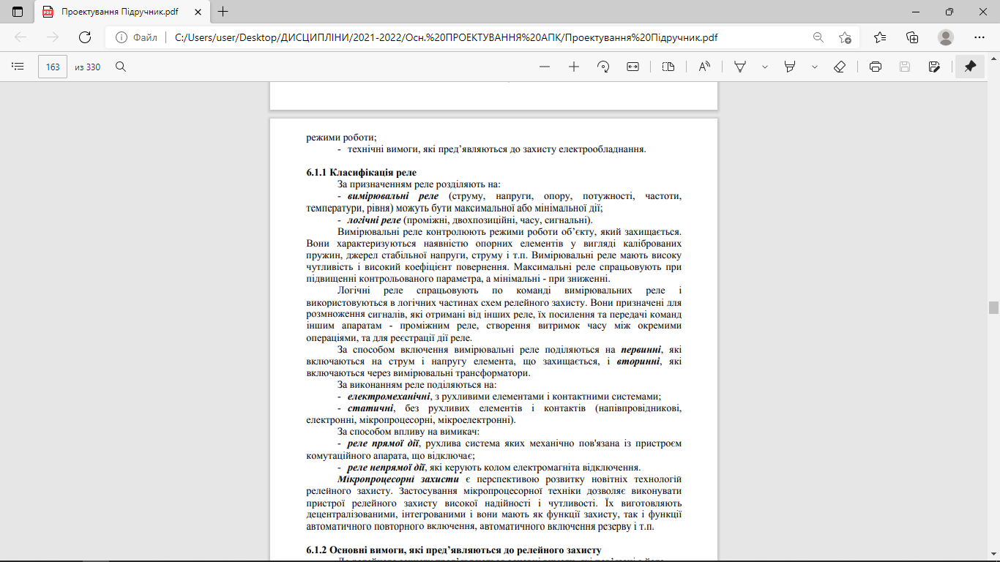 Проектування Підручник.pdf
Файл
C:/Users/user/Desktop/ДИСЦИПЛІНИ/2021-2022/Осн.%20ПРОЕКТУВАННЯ%20АПК/Проектування%20Підручник.pdf
163 из 330
режими роботи;
- технічні вимоги, які пред’являються до захисту електрообладнання.
6.1.1 Класифікація реле
За призначенням реле розділяють на:
- вимірювальні реле (струму, напруги, опору, потужності, частоти,
температури, рівня) можуть бути максимальної або мінімальної дії;
- логічні реле (проміжні, двохпозиційні, часу, сигнальні).
Вимірювальні реле контролюють режими роботи об’єкту, який захищається.
Вони характеризуються наявністю опорних елементів у вигляді каліброваних
пружин, джерел стабільної напруги, струму і т.п. Вимірювальні реле мають високу
чутливість і високий коефіцієнт повернення. Максимальні реле спрацьовують при
підвищенні контрольованого параметра, а мінімальні - при зниженні.
Логічні реле спрацьовують по команді вимірювальних реле і
використовуються в логічних частинах схем релейного захисту. Вони призначені для
розмноження сигналів, які отримані від інших реле, їх посилення та передачі команд
іншим апаратам - проміжним реле, створення витримок часу між окремими
операціями, та для реєстрації дії реле.
За способом включення вимірювальні реле поділяються на первинні, які
включаються на струм і напругу елемента, що захищається, і вторинні, які
включаються через вимірювальні трансформатори.
За виконанням реле поділяються на:
- електромеханічні, з рухливими елементами і контактними системами;
- статичні, без рухливих елементів і контактів (напівпровідникові,
електронні, мікропроцесорні, мікроелектронні).
За способом впливу на вимикач:
- реле прямої дії, рухлива система яких механічно пов'язана із пристроєм
комутаційного апарата, що відключає;
- реле непрямої дії, які керують колом електромагніта відключення.
Мікропроцесорні захисти є перспективою розвитку новітніх технологій
релейного захисту. Застосування мікропроцесорної техніки дозволяє виконувати
пристрої релейного захисту високої надійності і чутливості. Їх виготовляють
децентралізованими, інтегрованими і вони мають як функції захисту, так і функції
автоматичного повторного включення, автоматичного включення резерву і т.п.
6.1.2 Основні вимоги, які пред’являються до релейного захисту